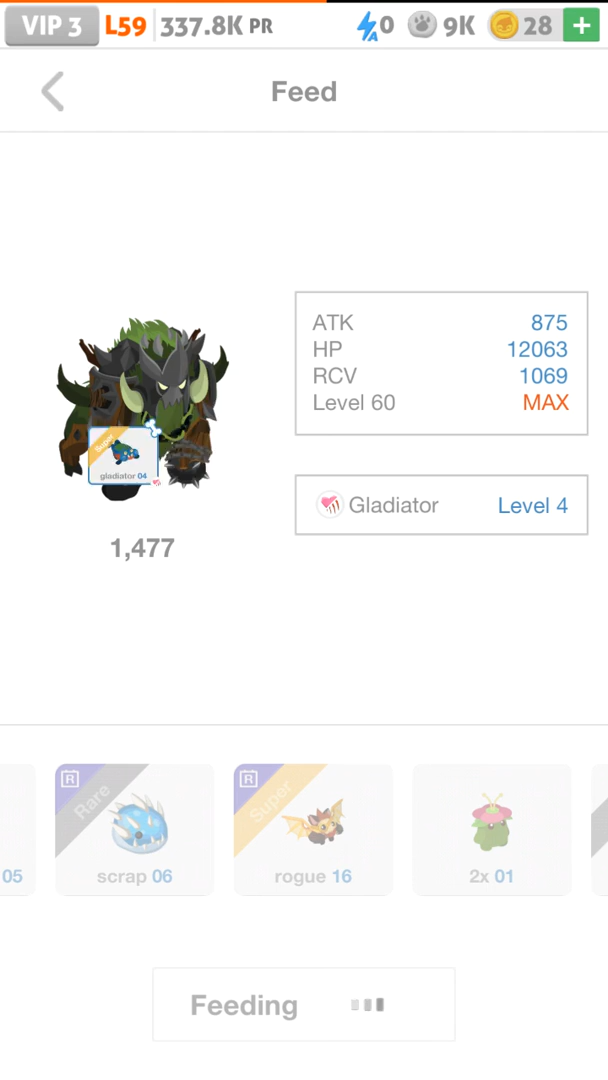 VIP 3 L59 337.8K PR 0 9K 28 +
Feed
ATK 875
HP 12063
RCV 1069
Level 60 MAX
Gladiator Level 4
Super
gladiator 04
1,477
05
R Rare
scrap 06
R Super
rogue 16
2x 01
Feeding